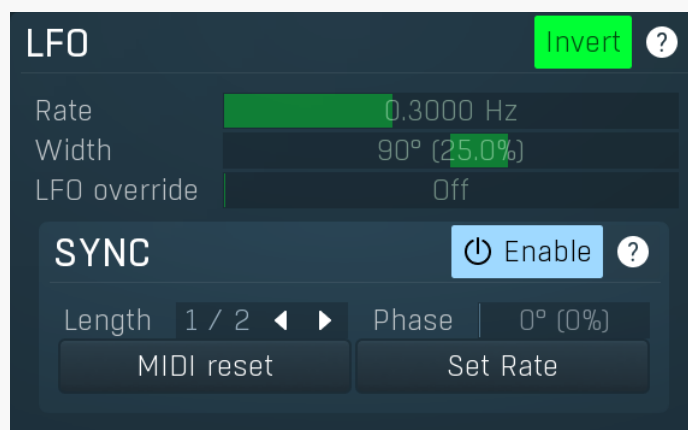 LFO Invert ?
Rate 0.3000 Hz
Width 90° (25.0%)
LFO override Off
SYNC Enable ?
Length 1 / 2 Phase 0° (0%)
MIDI reset Set Rate